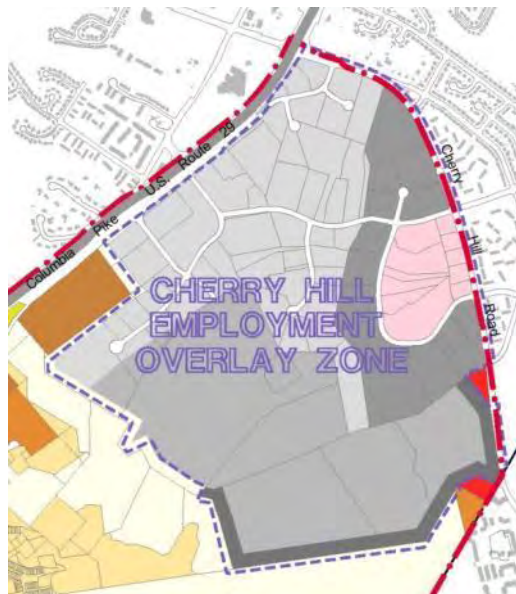 Columbia Pike U.S. Route 29
Cherry Hill Road
CHERRY HILL
EMPLOYMENT
OVERLAY ZONE